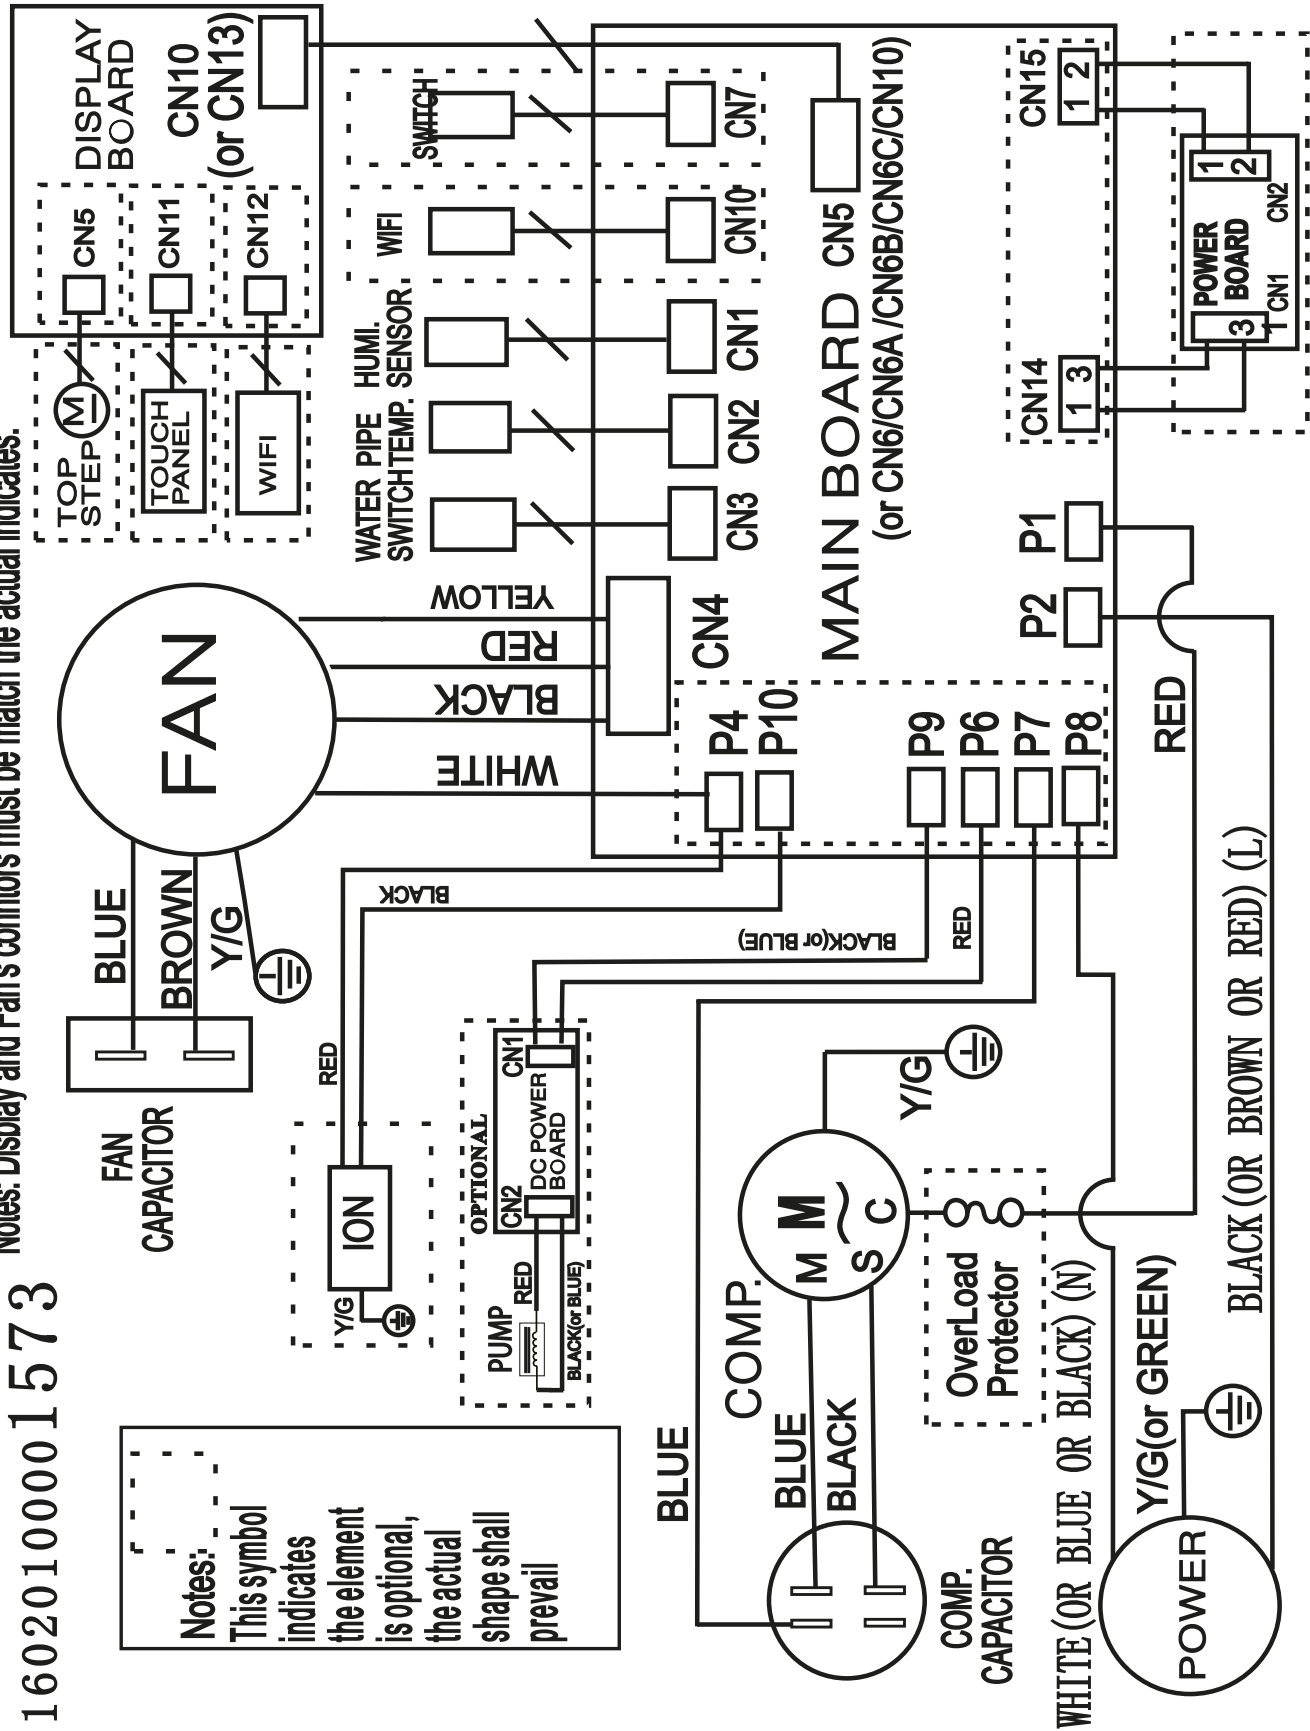 16020100001573
Notes: Display and Fan's conntors must be match the actual indicates.
Notes:
This symbol
indicates
the element
is optional,
the actual
shape shall
prevail
FAN
CAPACITOR
BLUE
BROWN
Y/G
FAN
WHITE
BLACK
RED
YELLOW
TOP
STEP
M
TOUCH
PANEL
WIFI
CN5
CN11
CN12
DISPLAY
BOARD
CN10
(or CN13)
WATER
SWITCH
PIPE
TEMP.
HUMI.
SENSOR
WIFI
SWITCH
CN3
CN2
CN1
CN10
CN7
CN4
MAIN BOARD
CN5
(or CN6/CN6A/CN6B/CN6C/CN10)
P4
P10
P9
P6
P7
P8
P2
P1
CN14
1 3
CN15
1 2
POWER
BOARD
CN1
3
1
CN2
1
2
RED
BLACK
ION
Y/G
OPTIONAL
CN2
CN1
DC POWER
BOARD
PUMP
RED
BLACK(or BLUE)
BLACK(or BLUE)
RED
BLUE
COMP.
M
M
~
S
C
Y/G
BLUE
BLACK
OverLoad
Protector
COMP.
CAPACITOR
RED
WHITE(OR BLUE OR BLACK)(N)
Y/G(or GREEN)
BLACK(OR BROWN OR RED)(L)
POWER